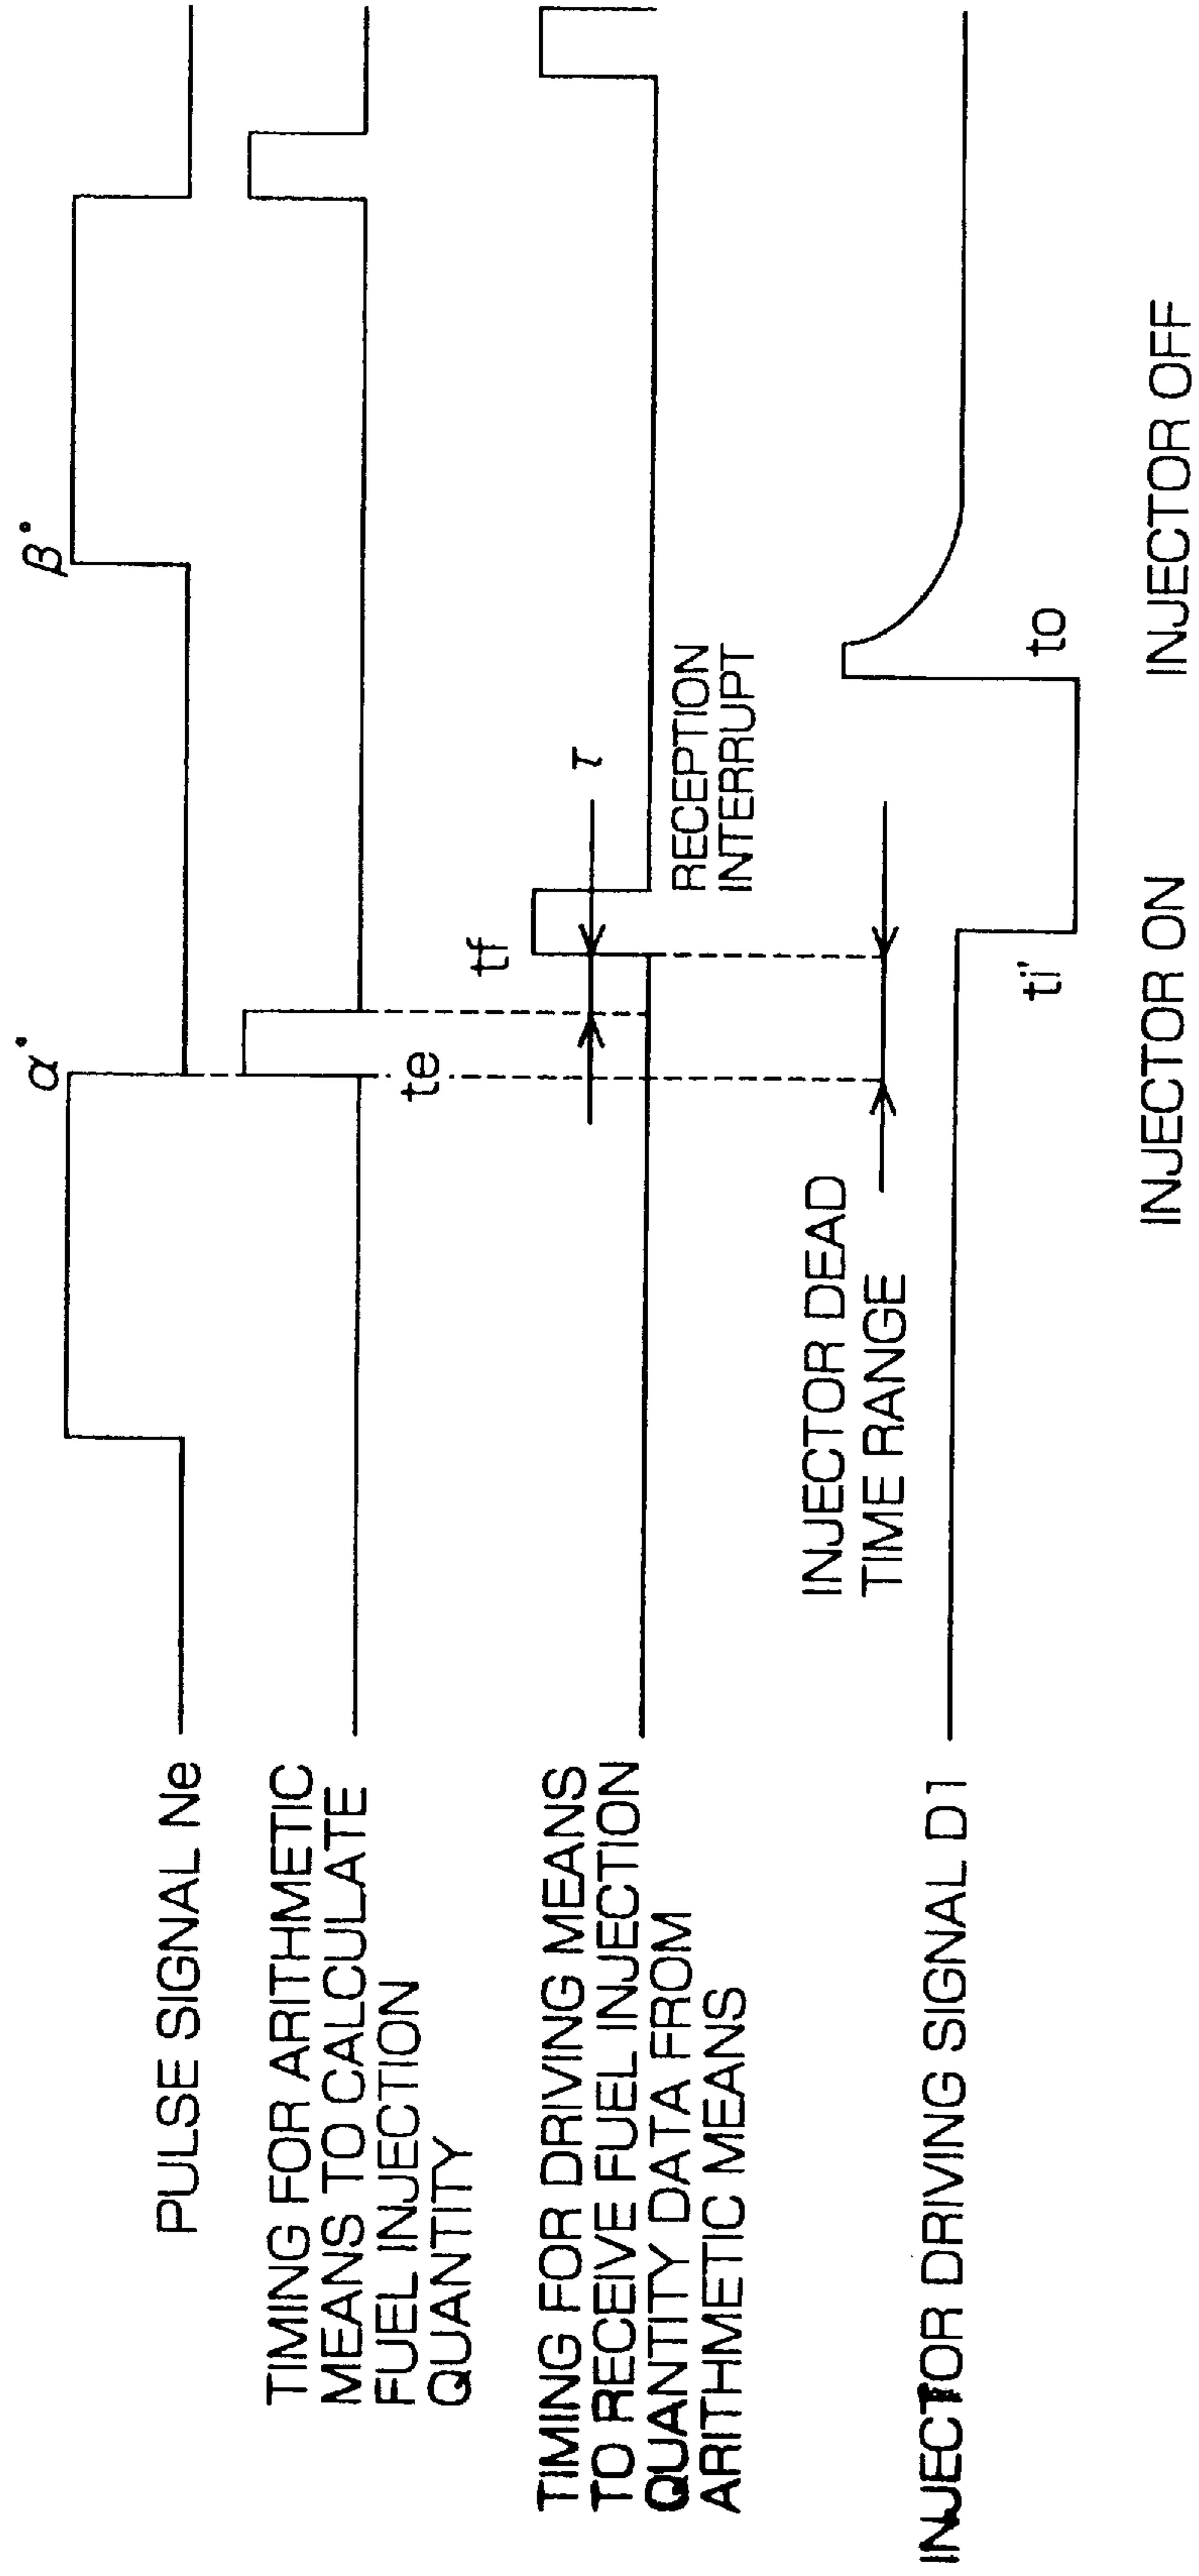 α°
β°
PULSE SIGNAL Ne
TIMING FOR ARITHMETIC
MEANS TO CALCULATE
FUEL INJECTION
QUANTITY
te
tf
τ
TIMING FOR DRIVING MEANS
TO RECEIVE FUEL INJECTION
QUANTITY DATA FROM
ARITHMETIC MEANS
RECEPTION
INTERRUPT
INJECTOR DEAD
TIME RANGE
INJECTOR DRIVING SIGNAL D1
ti'
to
INJECTOR ON
INJECTOR OFF